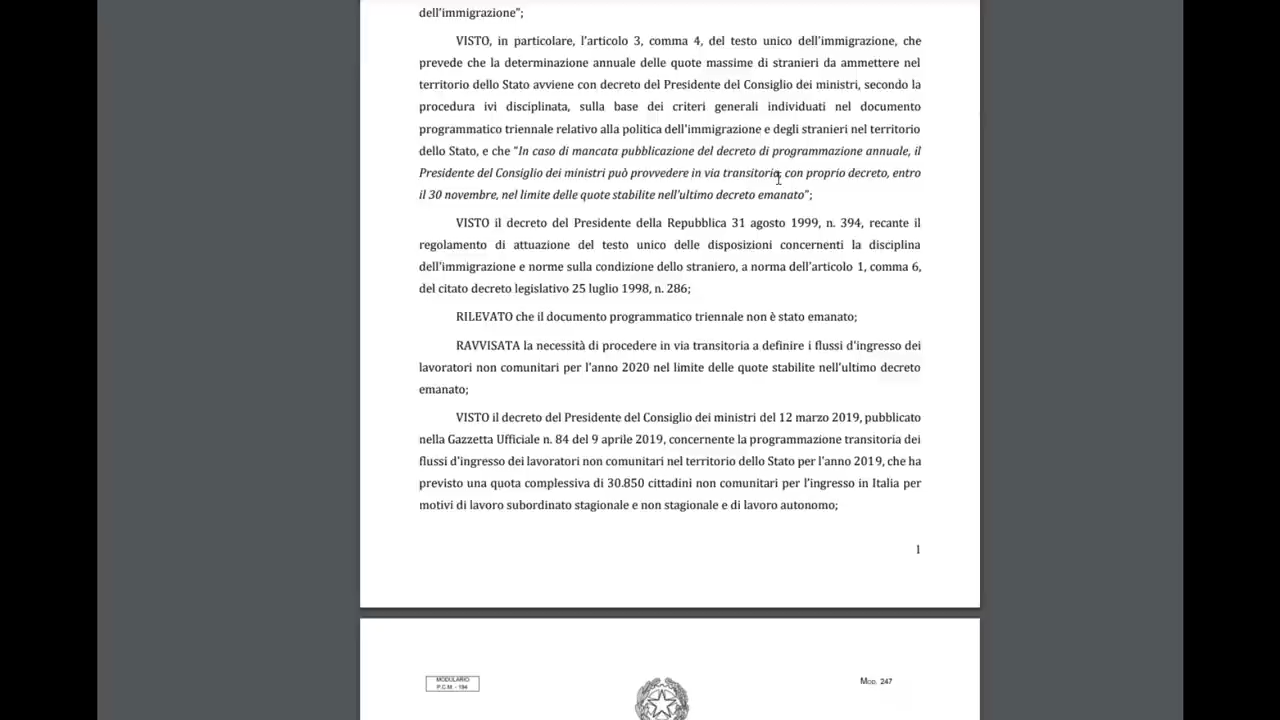 dell'immigrazione";
VISTO, in particolare, l'articolo 3, comma 4, del testo unico dell'immigrazione, che
prevede che la determinazione annuale delle quote massime di stranieri da ammettere nel
territorio dello Stato avviene con decreto del Presidente del Consiglio dei ministri, secondo la
procedura ivi disciplinata, sulla base dei criteri generali individuati nel documento
programmatico triennale relativo alla politica dell'immigrazione e degli stranieri nel territorio
dello Stato, e che "In caso di mancata pubblicazione del decreto di programmazione annuale, il
Presidente del Consiglio dei ministri può provvedere in via transitoria, con proprio decreto, entro
il 30 novembre, nel limite delle quote stabilite nell'ultimo decreto emanato";
VISTO il decreto del Presidente della Repubblica 31 agosto 1999, n. 394, recante il
regolamento di attuazione del testo unico delle disposizioni concernenti la disciplina
dell'immigrazione e norme sulla condizione dello straniero, a norma dell'articolo 1, comma 6,
del citato decreto legislativo 25 luglio 1998, n. 286;
RILEVATO che il documento programmatico triennale non è stato emanato;
RAVVISATA la necessità di procedere in via transitoria a definire i flussi d'ingresso dei
lavoratori non comunitari per l'anno 2020 nel limite delle quote stabilite nell'ultimo decreto
emanato;
VISTO il decreto del Presidente del Consiglio dei ministri del 12 marzo 2019, pubblicato
nella Gazzetta Ufficiale n. 84 del 9 aprile 2019, concernente la programmazione transitoria dei
flussi d'ingresso dei lavoratori non comunitari nel territorio dello Stato per l'anno 2019, che ha
previsto una quota complessiva di 30.850 cittadini non comunitari per l'ingresso in Italia per
motivi di lavoro subordinato stagionale e non stagionale e di lavoro autonomo;
1
MODULARIO
P.C.M. - 194
Mod. 247